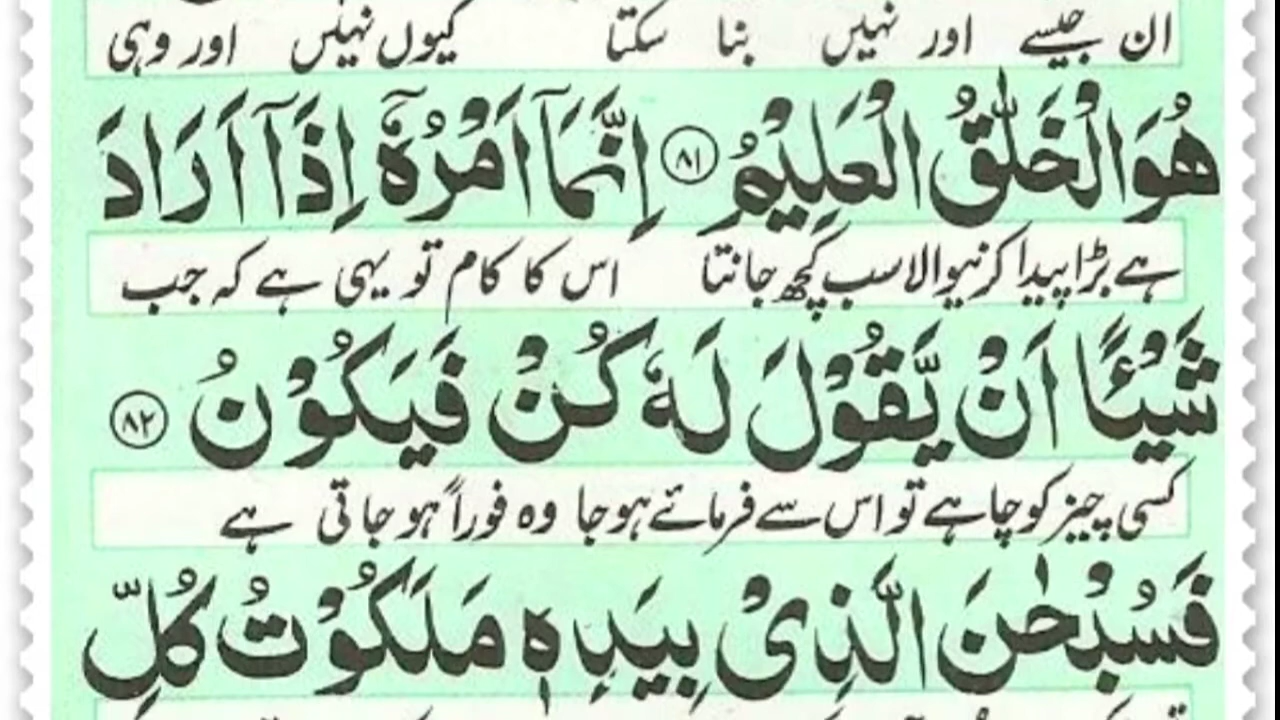 ان جیسے اور نہیں بنا سکتا کیوں نہیں اور وہی
هُوَ الْخَلّٰقُ الْعَلِيْمُ ﴿٨١﴾ اِنَّمَاۤ اَمْرُهٗۤ اِذَاۤ اَرَادَ
ہے بڑا پیدا کرنیوالا سب کچھ جانتا اس کا کام تو یہی ہے کہ جب
شَيْـًٔا اَنْ يَّقُوْلَ لَهٗ كُنْ فَيَكُوْنُ ﴿٨٢﴾
کسی چیز کو چاہے تو اس سے فرمائے ہو جا وہ فوراً ہو جاتی ہے
فَسُبْحٰنَ الَّذِىْ بِيَدِهٖ مَلَكُوْتُ كُلِّ